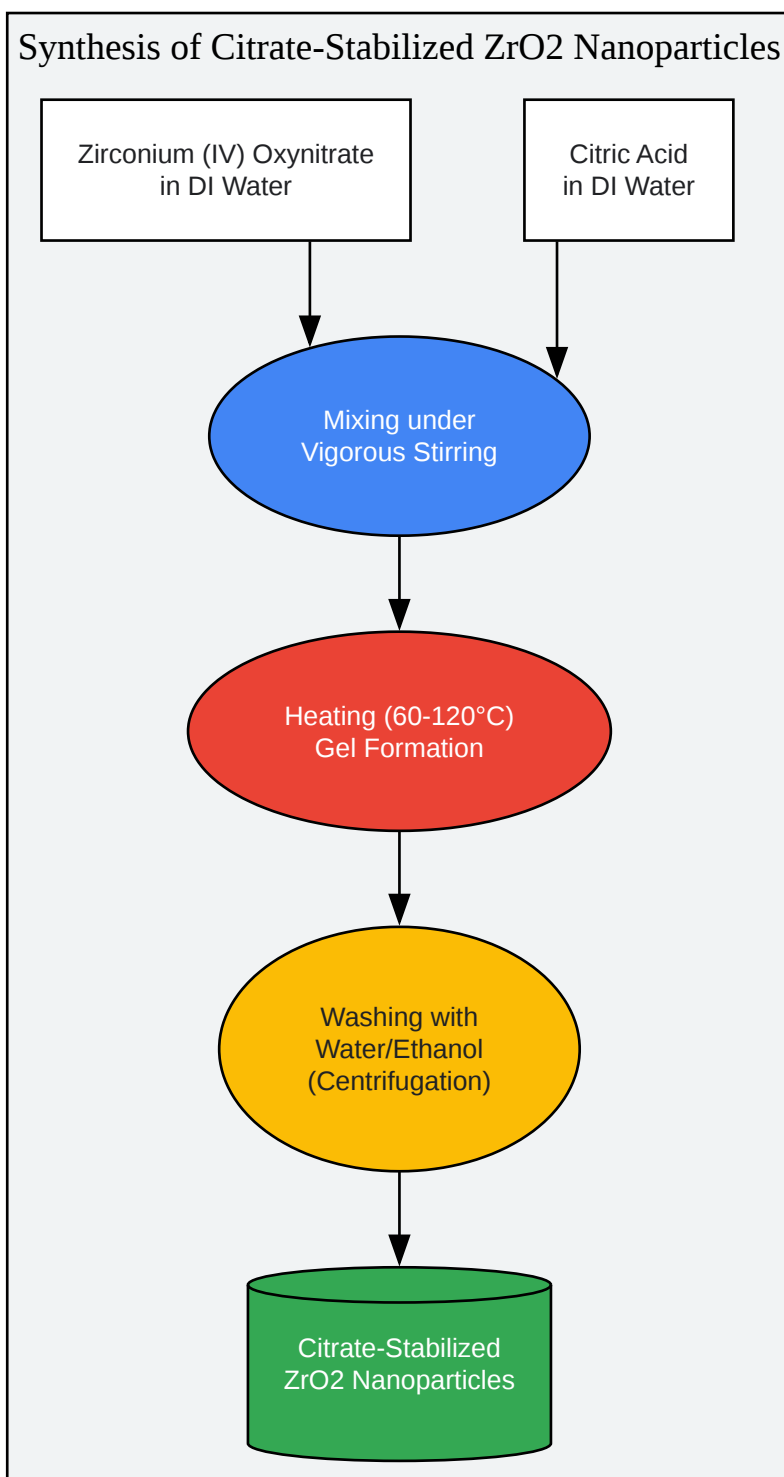 Synthesis of Citrate-Stabilized ZrO2 Nanoparticles
Zirconium (IV) Oxynitrate
in DI Water
Citric Acid
in DI Water
Mixing under
Vigorous Stirring
Heating (60-120°C)
Gel Formation
Washing with
Water/Ethanol
(Centrifugation)
Citrate-Stabilized
ZrO2 Nanoparticles